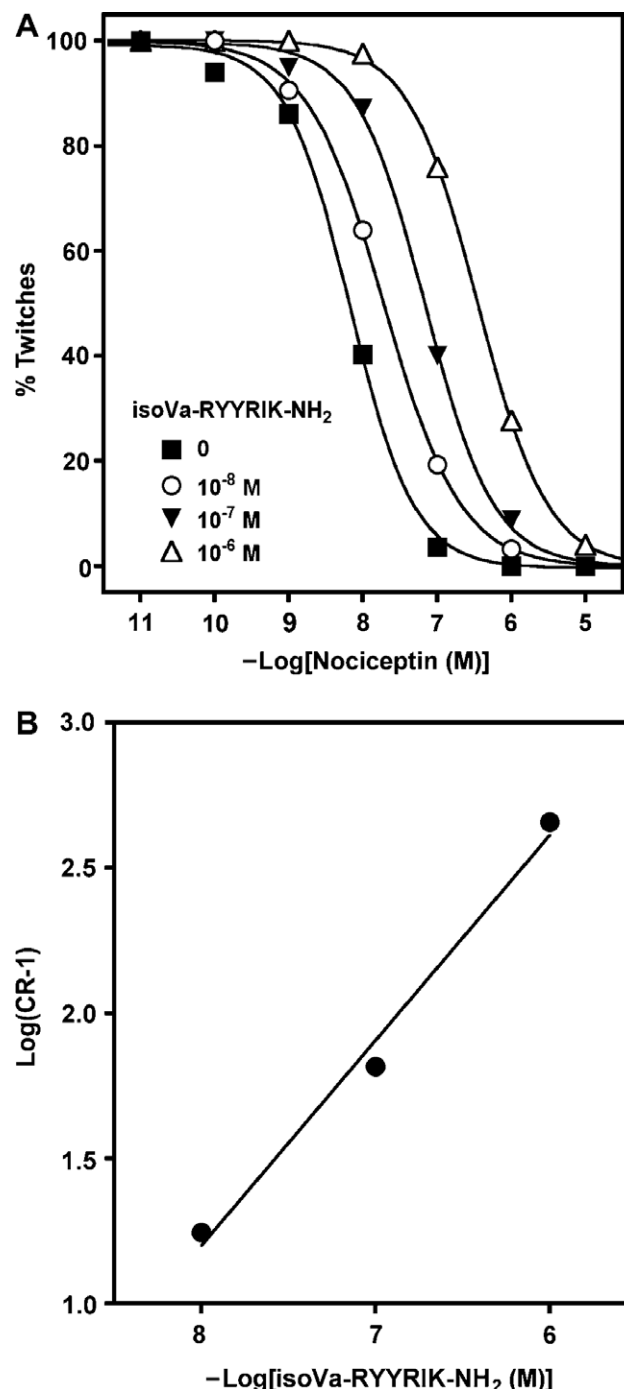 A
100
80
60
40
20
0
% Twitches
isoVa-RYYRIK-NH₂
0
10⁻⁸ M
10⁻⁷ M
10⁻⁶ M
11 10 9 8 7 6 5
−Log[Nociceptin (M)]
B
3.0
2.5
2.0
1.5
1.0
Log(CR-1)
8 7 6
−Log[isoVa-RYYRIK-NH₂ (M)]